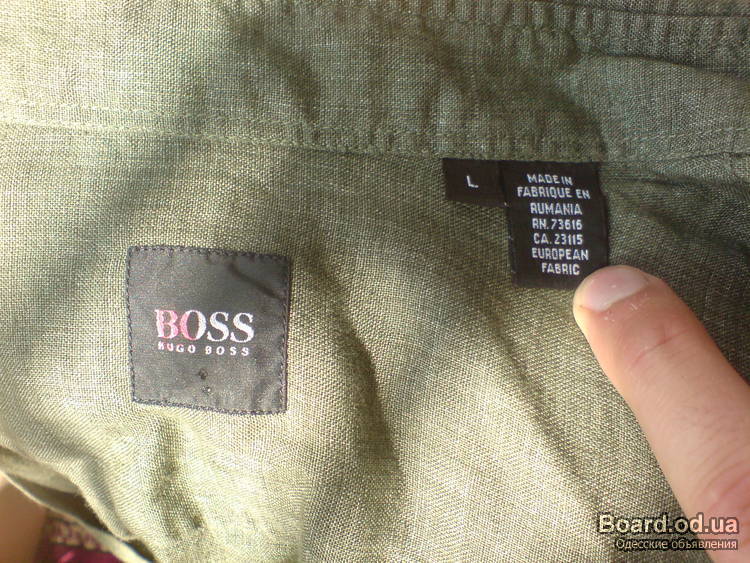 L
MADE IN
FABRIQUE EN
RUMANIA
RN.73616
CA. 23115
EUROPEAN
FABRIC
BOSS
HUGO BOSS
Board.od.ua
Одесские объявления